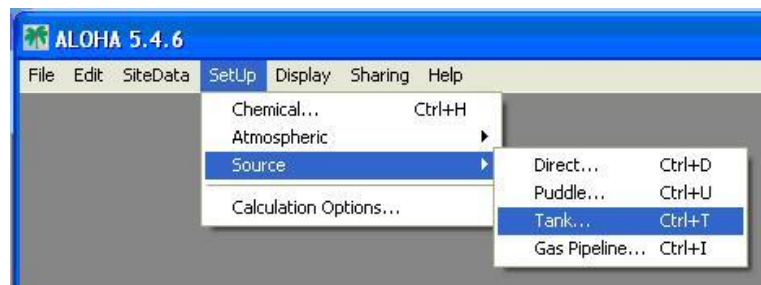 ALOHA 5.4.6
File Edit SiteData SetUp Display Sharing Help
Chemical... Ctrl+H
Atmospheric
Source
Calculation Options...
Direct... Ctrl+D
Puddle... Ctrl+U
Tank... Ctrl+T
Gas Pipeline... Ctrl+I